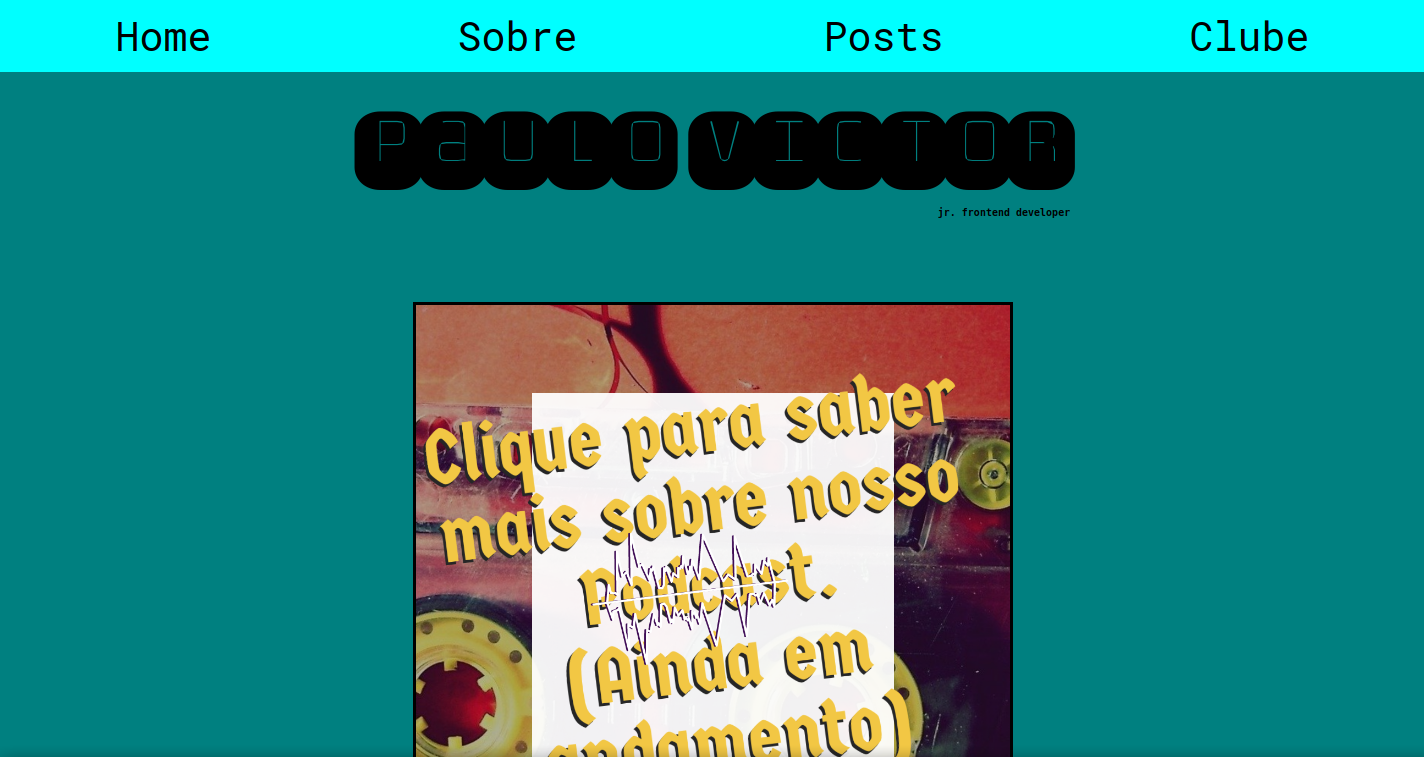 Home Sobre Posts Clube
PaULO VICTOR
jr. frontend developer
Clique para saber
mais sobre nosso
podcast.
(Ainda em
andamento)